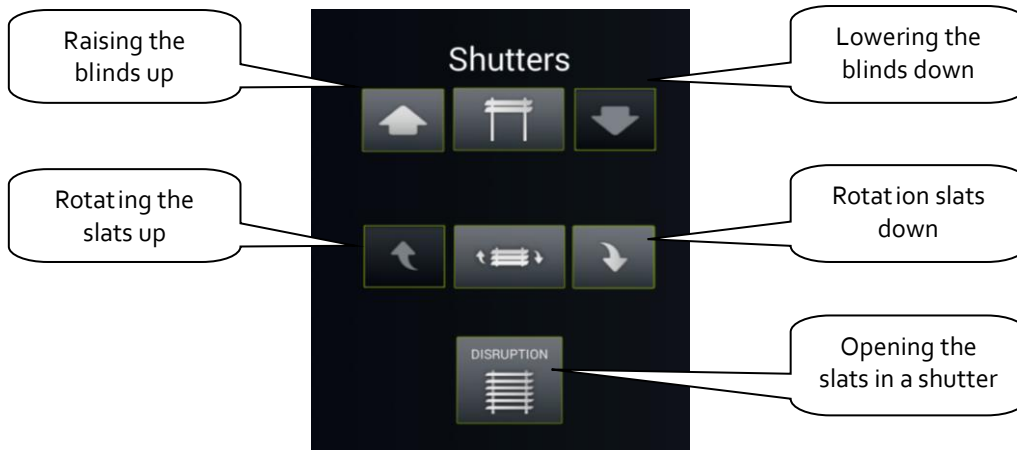 Raising the
blinds up
Shutters
Lowering the
blinds down
Rotating the
slats up
Rotation slats
down
DISRUPTION
Opening the
slats in a shutter